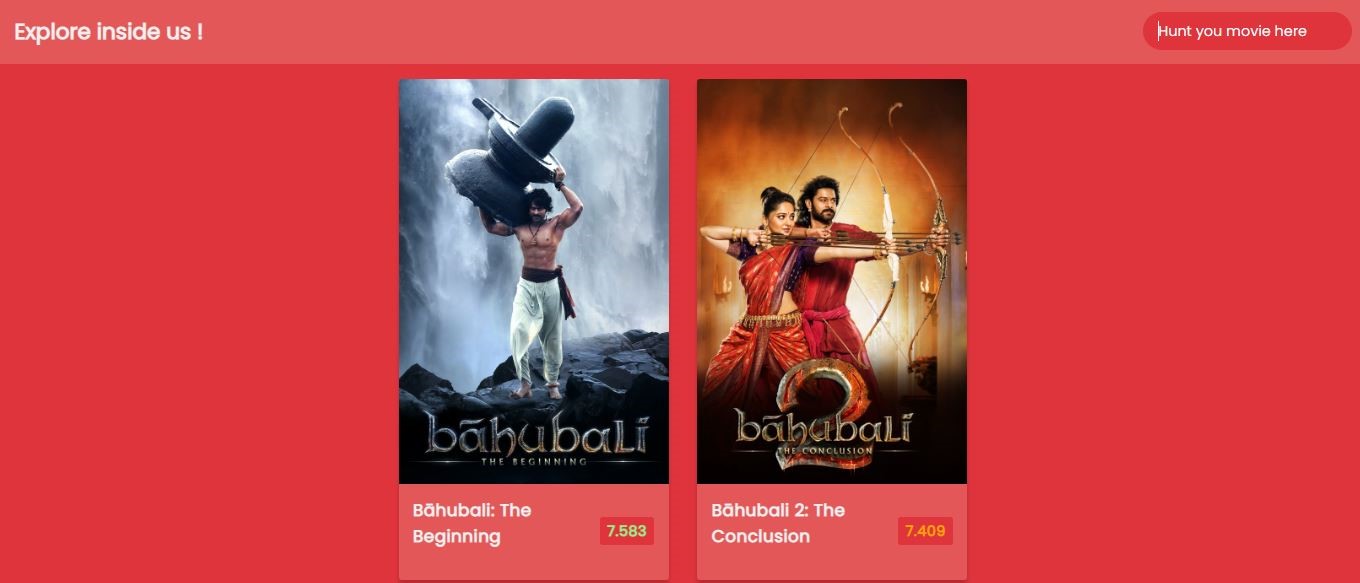 Explore inside us !
Hunt you movie here
bāhubali
THE BEGINNING
2
bāhubali
THE CONCLUSION
Bāhubali: The
Beginning
7.583
Bāhubali 2: The
Conclusion
7.409